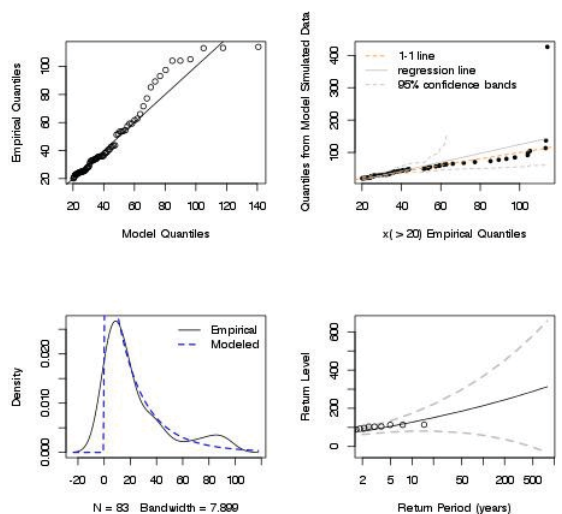 Empirical Quantiles
20 40 60 80 100
20 40 60 80 100 120 140
Model Quantiles
Quantiles from Model Simulated Data
100 200 300 400
1-1 line
regression line
95% confidence bands
20 40 60 80 100
x( > 20) Empirical Quantiles
Density
0.000 0.010 0.020
Empirical
Modeled
-20 0 20 40 60 80 100
N = 83 Bandwidth = 7.899
Return Level
0 200 400 600
2 5 10 20 50 200 500
Return Period (years)